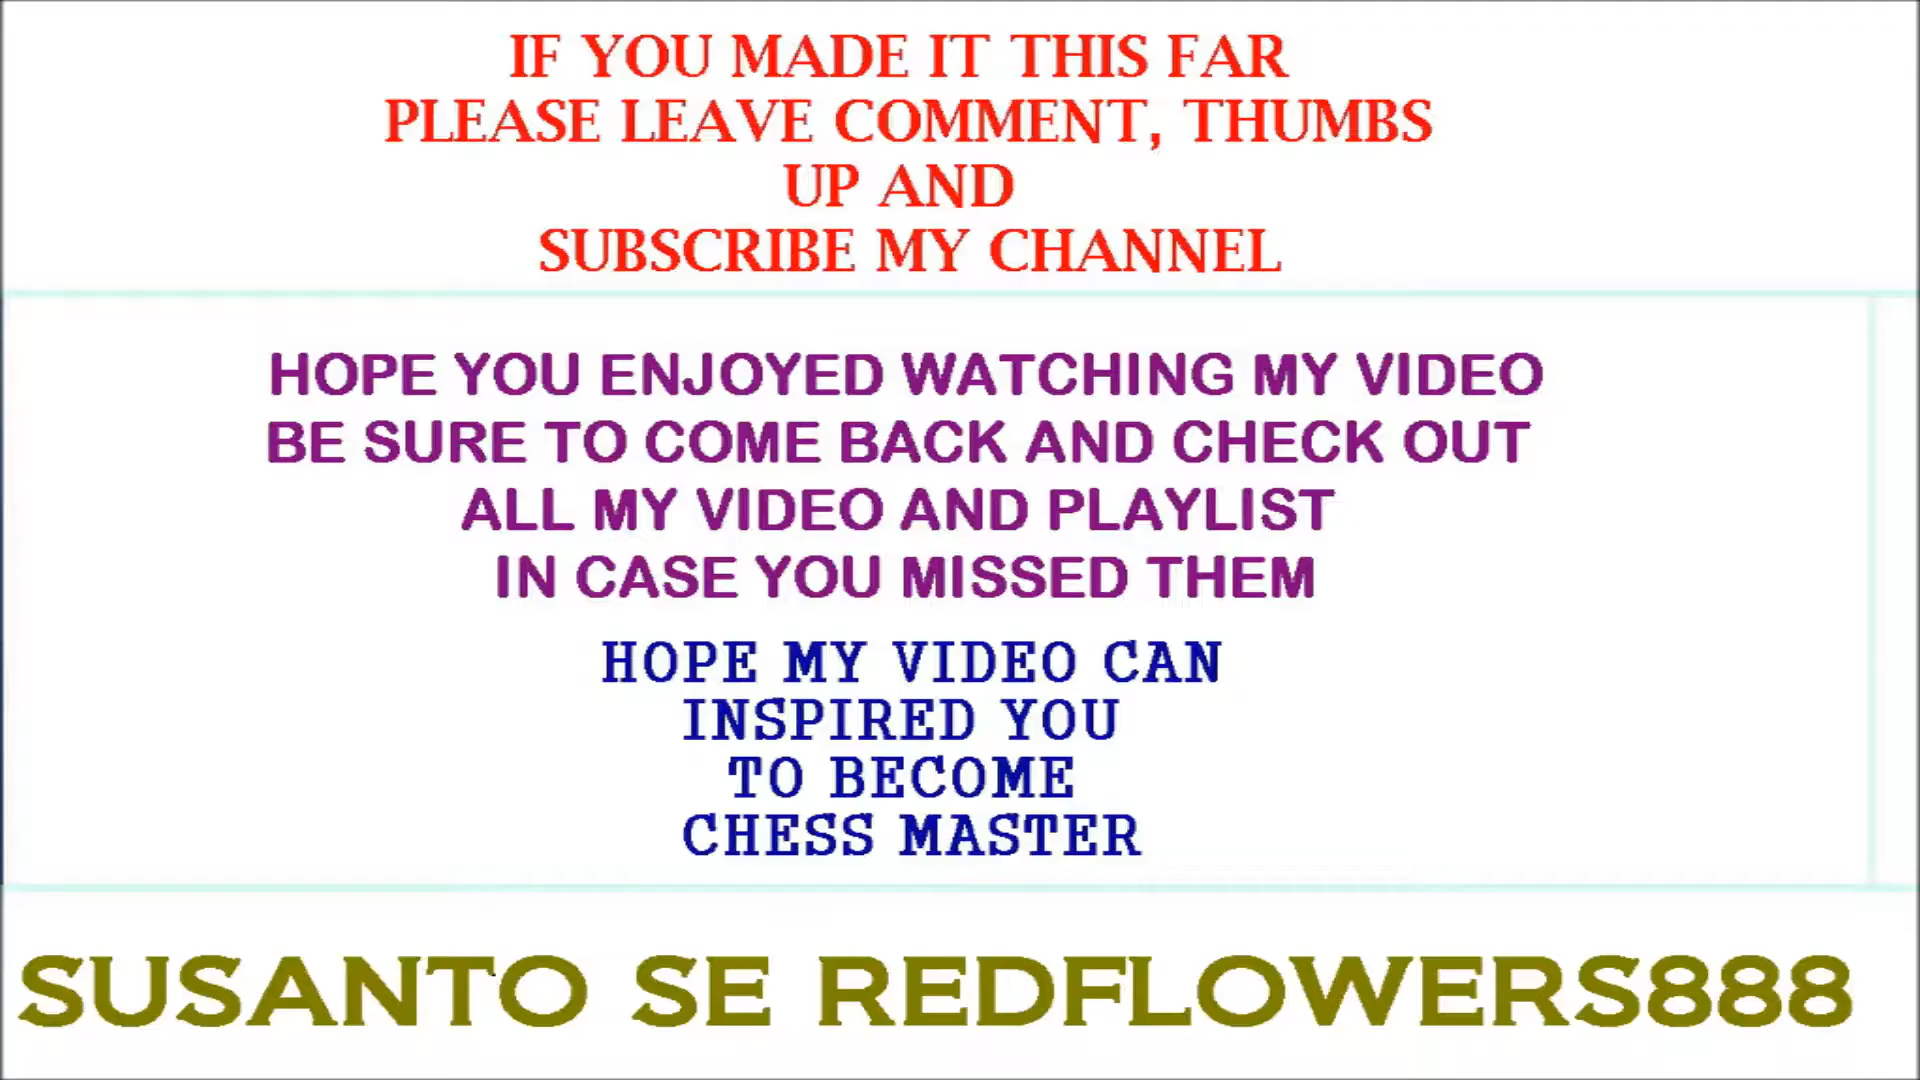 IF YOU MADE IT THIS FAR
PLEASE LEAVE COMMENT, THUMBS
UP AND
SUBSCRIBE MY CHANNEL
HOPE YOU ENJOYED WATCHING MY VIDEO
BE SURE TO COME BACK AND CHECK OUT
ALL MY VIDEO AND PLAYLIST
IN CASE YOU MISSED THEM
HOPE MY VIDEO CAN
INSPIRED YOU
TO BECOME
CHESS MASTER
SUSANTO SE REDFLOWERS888